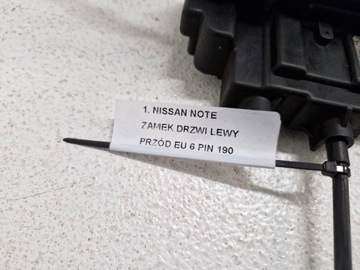 1. NISSAN NOTE
ZAMEK DRZWI LEWY
PRZÓD EU 6 PIN 190